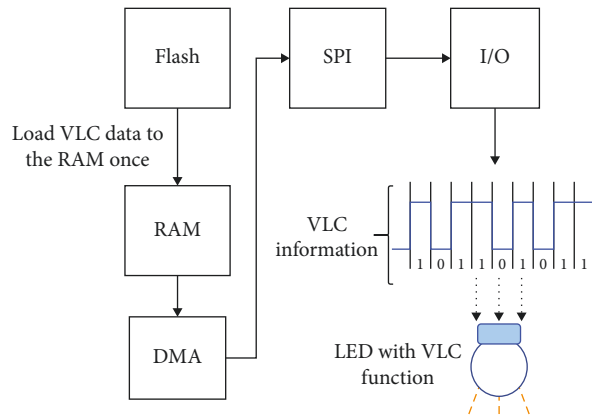 Flash
SPI
I/O
Load VLC data to
the RAM once
RAM
VLC
information
1 0 1 1 0 1 0 1 1
DMA
LED with VLC
function